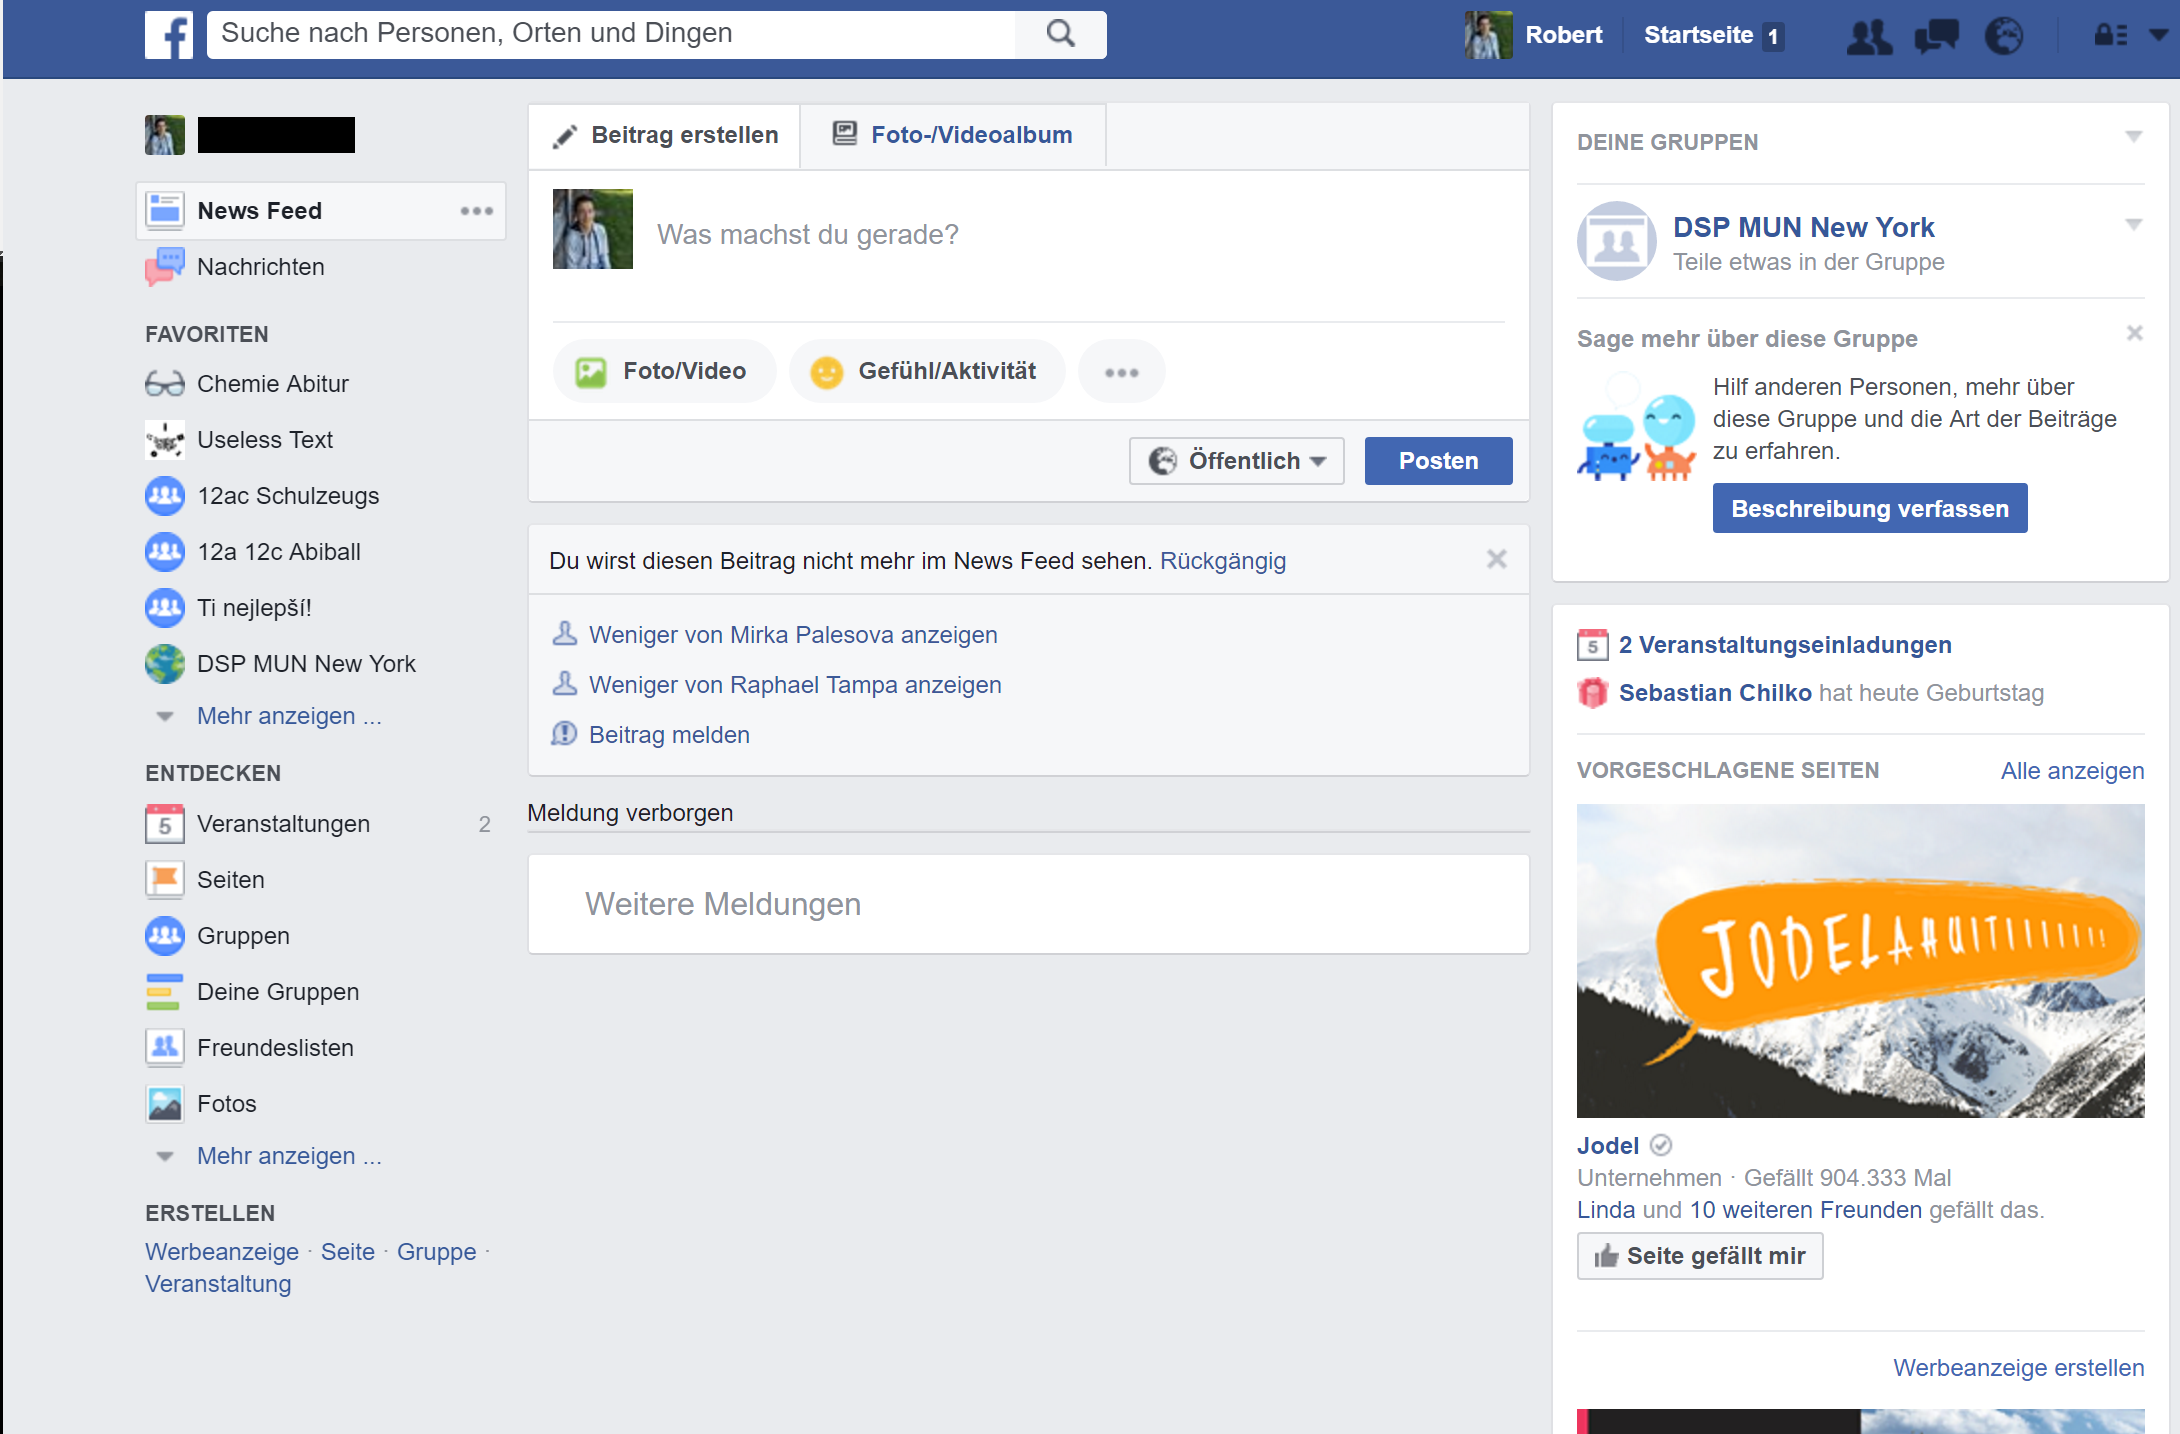 f
Suche nach Personen, Orten und Dingen
Robert
Startseite 1
News Feed
Nachrichten
FAVORITEN
Chemie Abitur
Useless Text
12ac Schulzeugs
12a 12c Abiball
Ti nejlepší!
DSP MUN New York
Mehr anzeigen ...
ENTDECKEN
5 Veranstaltungen 2
Seiten
Gruppen
Deine Gruppen
Freundeslisten
Fotos
Mehr anzeigen ...
ERSTELLEN
Werbeanzeige · Seite · Gruppe ·
Veranstaltung
Beitrag erstellen
Foto-/Videoalbum
Was machst du gerade?
Foto/Video
Gefühl/Aktivität
Öffentlich
Posten
Du wirst diesen Beitrag nicht mehr im News Feed sehen. Rückgängig
Weniger von Mirka Palesova anzeigen
Weniger von Raphael Tampa anzeigen
Beitrag melden
Meldung verborgen
Weitere Meldungen
DEINE GRUPPEN
DSP MUN New York
Teile etwas in der Gruppe
Sage mehr über diese Gruppe
Hilf anderen Personen, mehr über
diese Gruppe und die Art der Beiträge
zu erfahren.
Beschreibung verfassen
5 2 Veranstaltungseinladungen
Sebastian Chilko hat heute Geburtstag
VORGESCHLAGENE SEITEN
Alle anzeigen
JODELAHUITIIIIIII!
Jodel
Unternehmen · Gefällt 904.333 Mal
Linda und 10 weiteren Freunden gefällt das.
Seite gefällt mir
Werbeanzeige erstellen